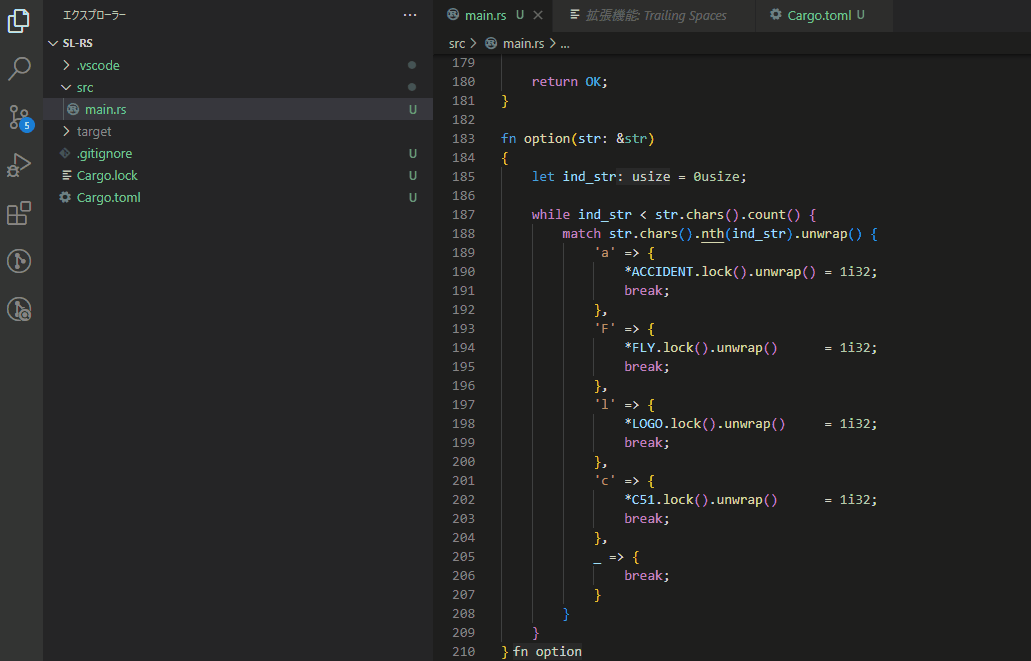 エクスプローラー
SL-RS
.vscode
src
main.rs U
target
.gitignore U
Cargo.lock U
Cargo.toml U
5
main.rs U
拡張機能: Trailing Spaces
Cargo.toml U
src > main.rs > ...
179
180 return OK;
181 }
182
183 fn option(str: &str)
184 {
185 let ind_str: usize = 0usize;
186
187 while ind_str < str.chars().count() {
188 match str.chars().nth(ind_str).unwrap() {
189 'a' => {
190 *ACCIDENT.lock().unwrap() = 1i32;
191 break;
192 },
193 'F' => {
194 *FLY.lock().unwrap() = 1i32;
195 break;
196 },
197 'l' => {
198 *LOGO.lock().unwrap() = 1i32;
199 break;
200 },
201 'c' => {
202 *C51.lock().unwrap() = 1i32;
203 break;
204 },
205 _ => {
206 break;
207 }
208 }
209 }
210 } fn option